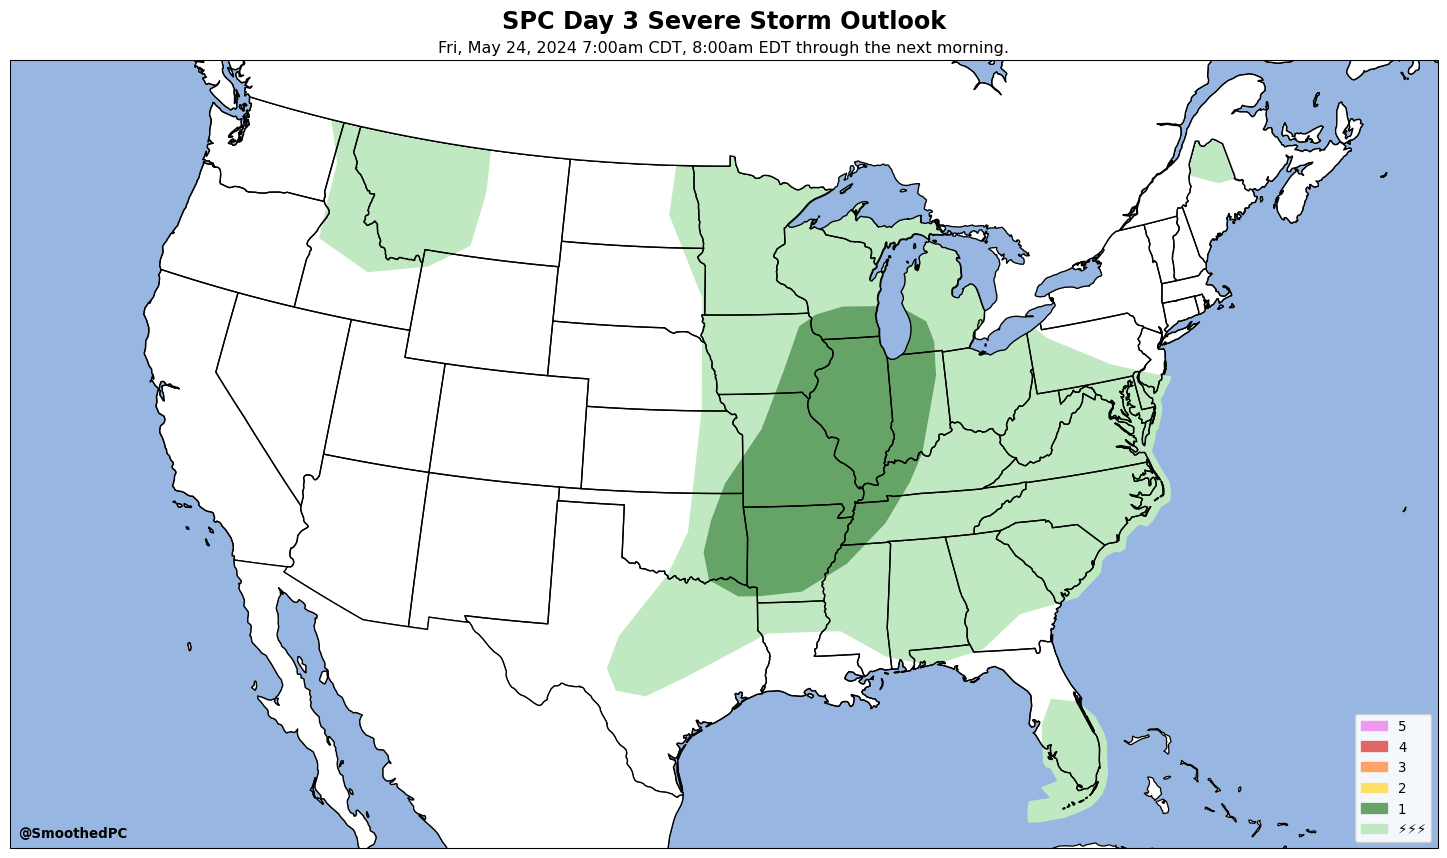 SPC Day 3 Severe Storm Outlook
Fri, May 24, 2024 7:00am CDT, 8:00am EDT through the next morning.
5
4
3
2
1
⚡⚡⚡
@SmoothedPC